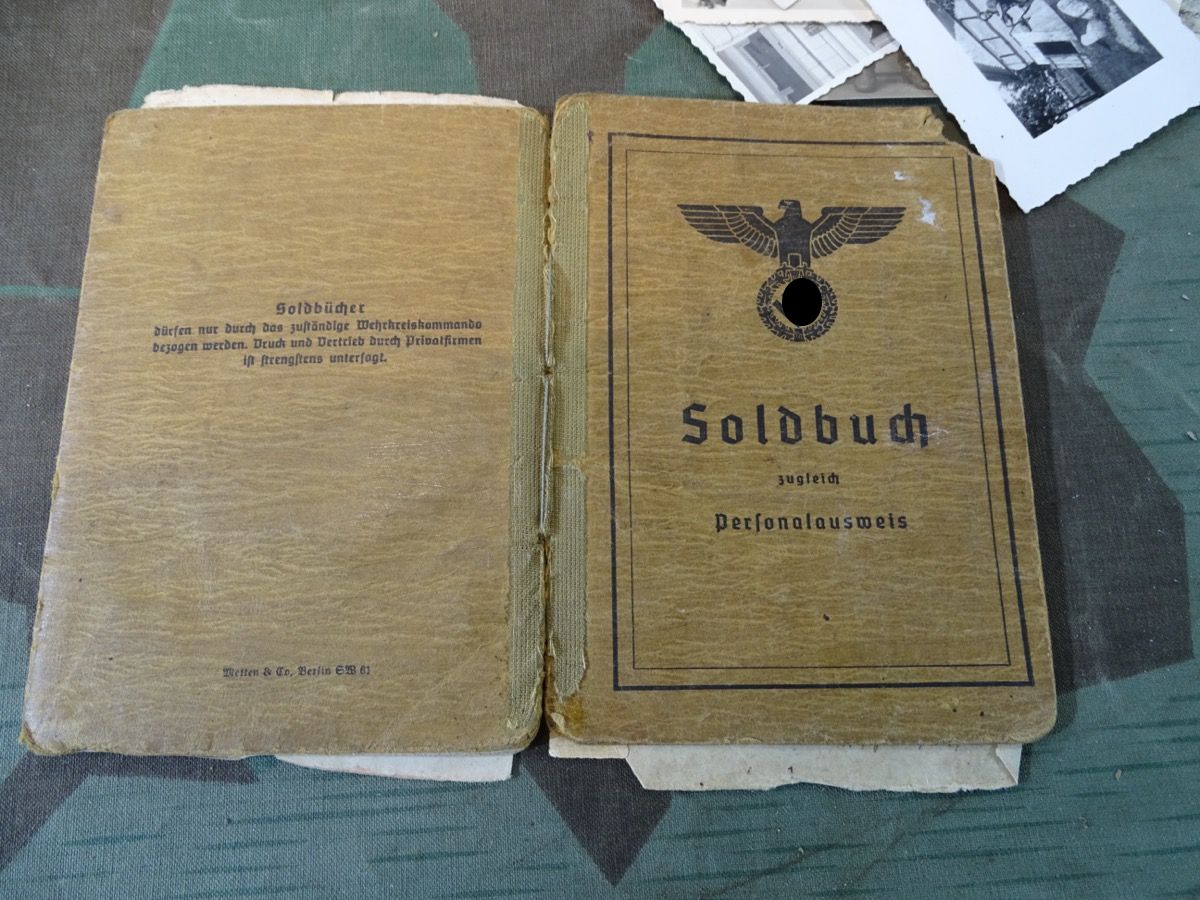 Soldbücher
dürfen nur durch das zuständige Wehrkreiskommando
bezogen werden. Druck und Vertrieb durch Privatfirmen
ist strengstens untersagt.
Metten & Co, Berlin SW 61
Soldbuch
zugleich
Personalausweis